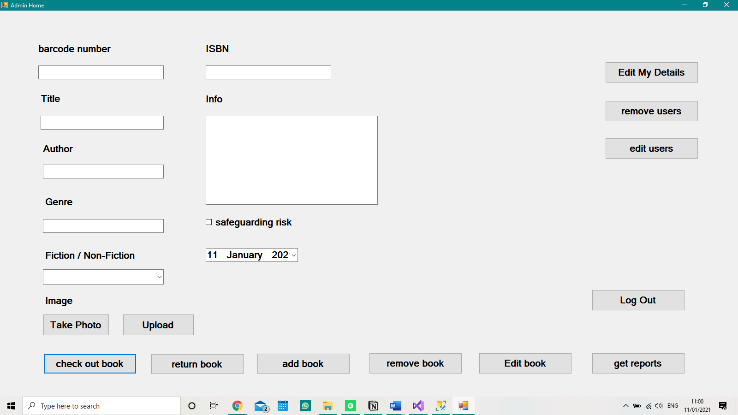 Admin Home
barcode number
ISBN
Edit My Details
Title
Info
remove users
Author
edit users
Genre
safeguarding risk
Fiction / Non-Fiction
11 January 202
Image
Log Out
Take Photo
Upload
check out book
return book
add book
remove book
Edit book
get reports
Type here to search
2
ENG
11:00
11/01/2021